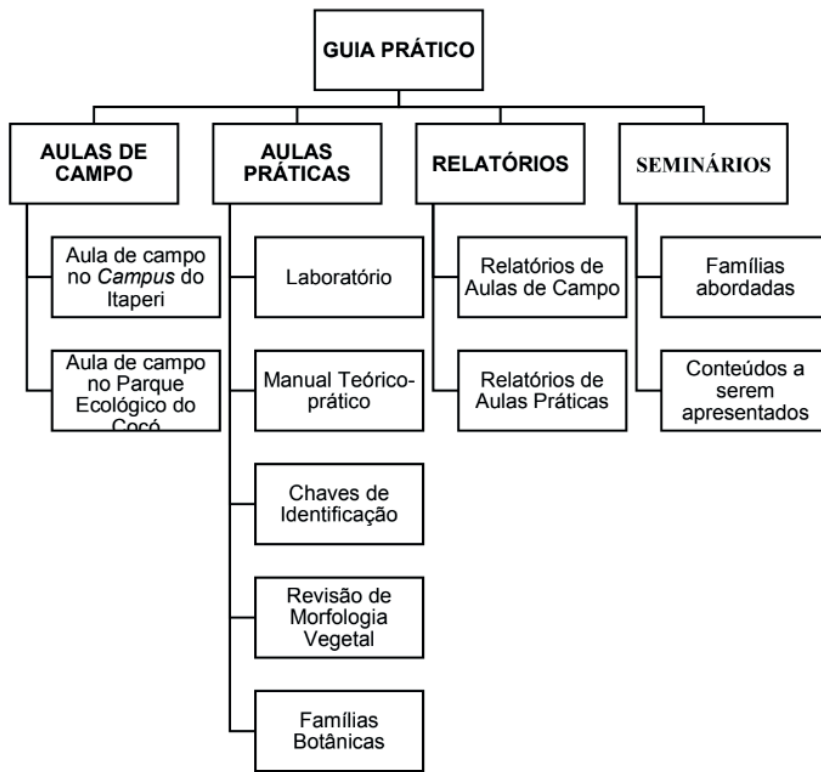 GUIA PRÁTICO
AULAS DE
CAMPO
AULAS
PRÁTICAS
RELATÓRIOS
SEMINÁRIOS
Aula de campo
no Campus do
Itaperi
Aula de campo
no Parque
Ecológico do
Cocó
Laboratório
Manual Teórico-
prático
Chaves de
Identificação
Revisão de
Morfologia
Vegetal
Famílias
Botânicas
Relatórios de
Aulas de Campo
Relatórios de
Aulas Práticas
Famílias
abordadas
Conteúdos a
serem
apresentados